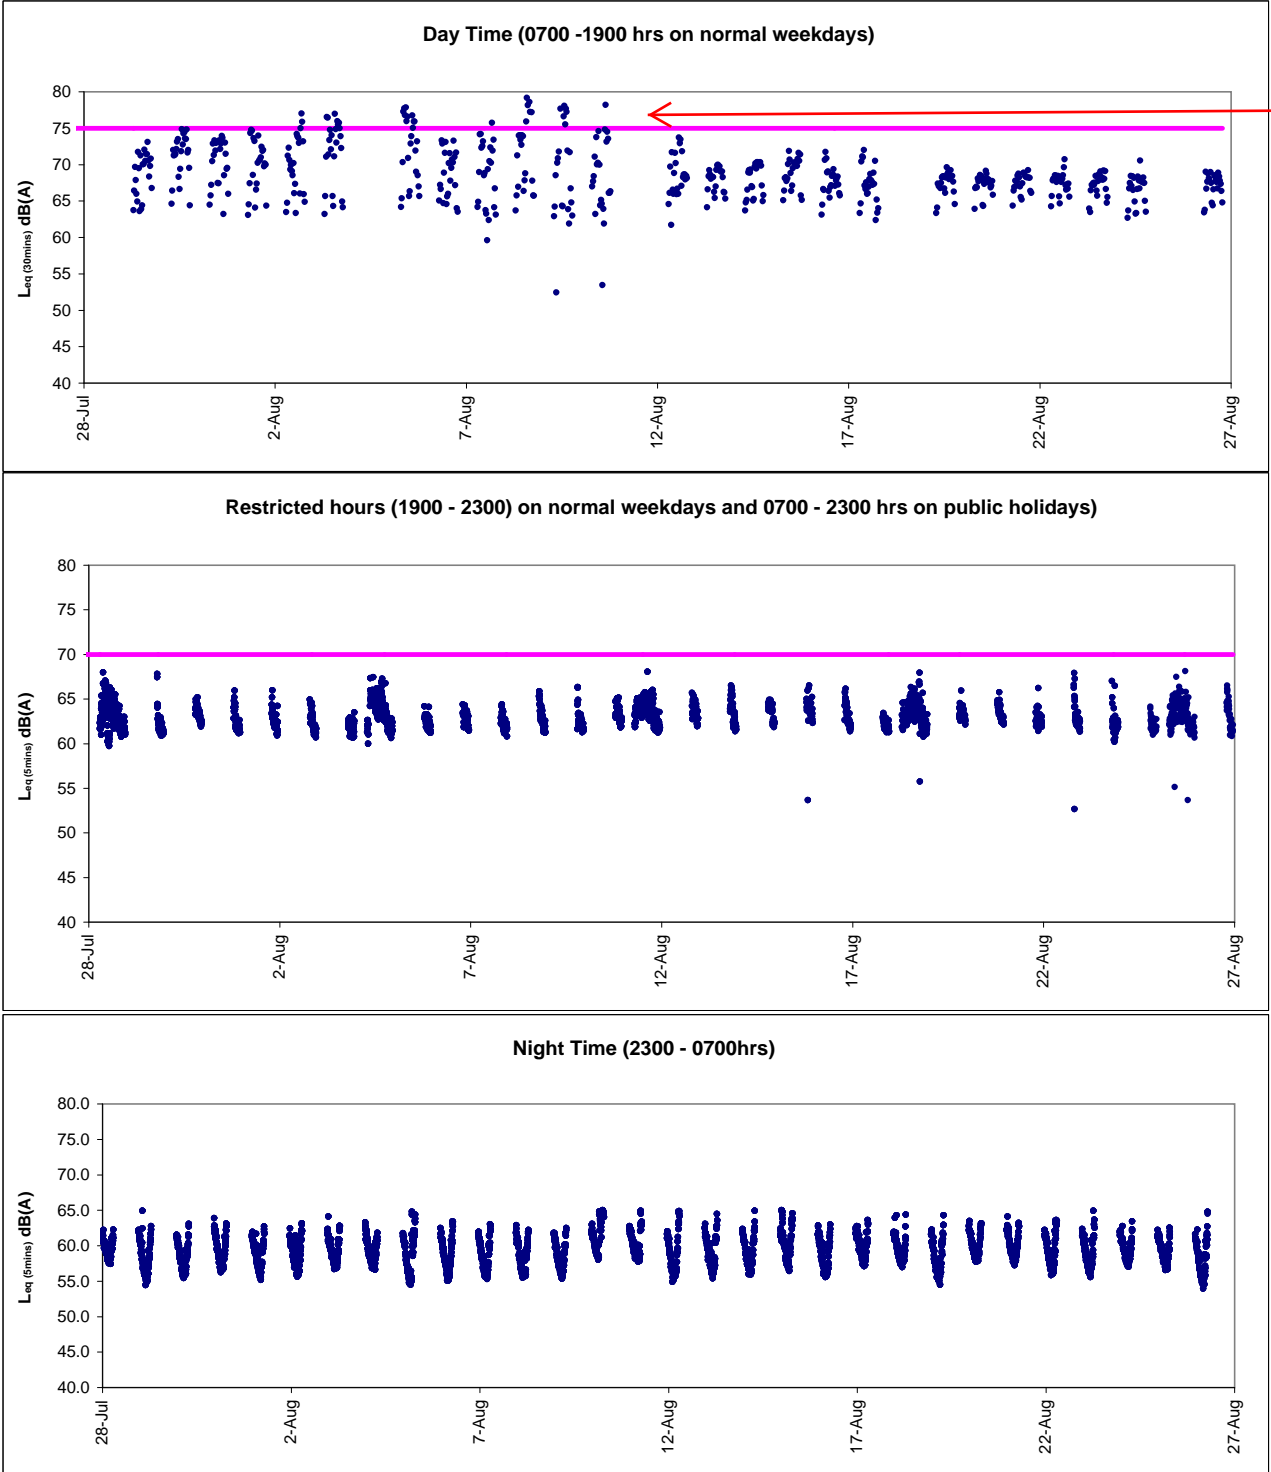 Day Time (0700 -1900 hrs on normal weekdays)
Leq (30mins) dB(A)
80
75
70
65
60
55
50
45
40
28-Jul
2-Aug
7-Aug
12-Aug
17-Aug
22-Aug
27-Aug
Restricted hours (1900 - 2300) on normal weekdays and 0700 - 2300 hrs on public holidays)
Leq (5mins) dB(A)
80
75
70
65
60
55
50
45
40
28-Jul
2-Aug
7-Aug
12-Aug
17-Aug
22-Aug
27-Aug
Night Time (2300 - 0700hrs)
Leq (5mins) dB(A)
80.0
75.0
70.0
65.0
60.0
55.0
50.0
45.0
40.0
28-Jul
2-Aug
7-Aug
12-Aug
17-Aug
22-Aug
27-Aug